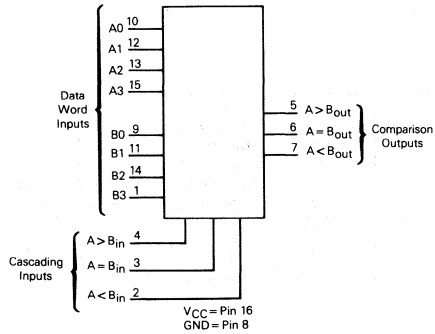 A0 10
A1 12
A2 13
A3 15
Data
Word
Inputs
B0 9
B1 11
B2 14
B3 1
5 A>Bout
6 A=Bout
7 A<Bout
Comparison
Outputs
A>Bin 4
A=Bin 3
A<Bin 2
Cascading
Inputs
VCC=Pin 16
GND=Pin 8